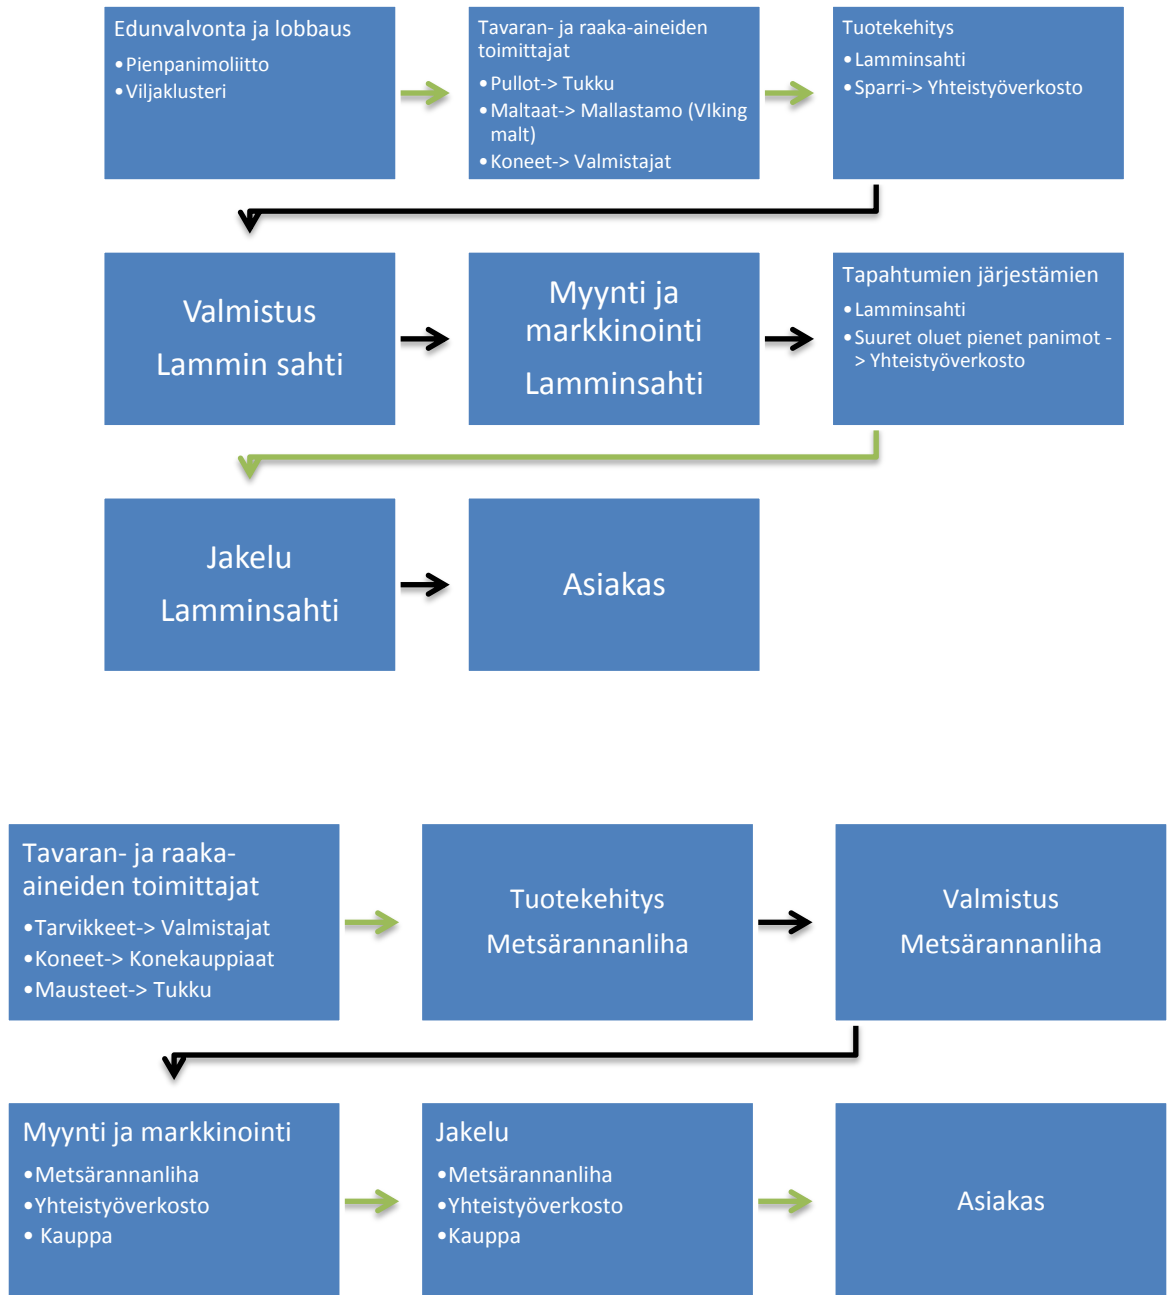 Edunvalvonta ja lobbaus
•Pienpanimoliitto
•Viljaklusteri
Tavaran- ja raaka-aineiden
toimittajat
•Pullot-> Tukku
•Maltaat-> Mallastamo (VIking
malt)
•Koneet-> Valmistajat
Tuotekehitys
•Lamminsahti
•Sparri-> Yhteistyöverkosto
Valmistus
Lammin sahti
Myynti ja
markkinointi
Lamminsahti
Tapahtumien järjestämien
•Lamminsahti
•Suuret oluet pienet panimot -
> Yhteistyöverkosto
Jakelu
Lamminsahti
Asiakas
Tavaran- ja raaka-
aineiden toimittajat
•Tarvikkeet-> Valmistajat
•Koneet-> Konekauppiaat
•Mausteet-> Tukku
Tuotekehitys
Metsärannanliha
Valmistus
Metsärannanliha
Myynti ja markkinointi
•Metsärannanliha
•Yhteistyöverkosto
• Kauppa
Jakelu
•Metsärannanliha
•Yhteistyöverkosto
•Kauppa
Asiakas